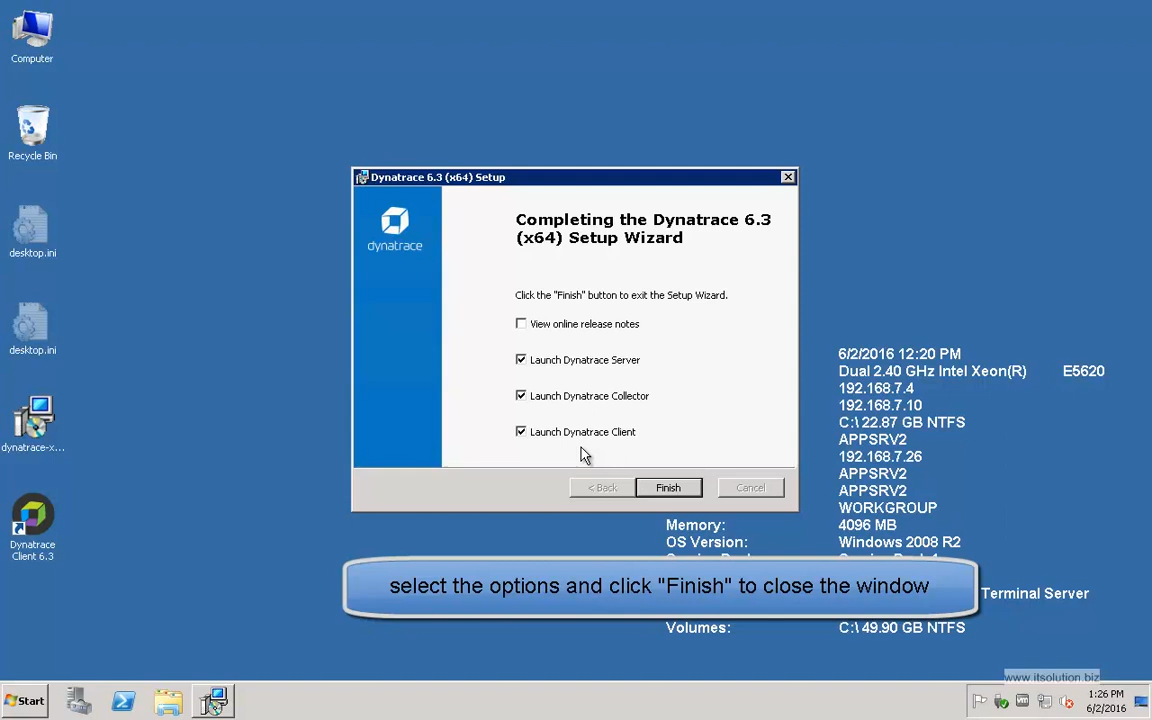 Computer
Recycle Bin
desktop.ini
desktop.ini
dynatrace-x...
Dynatrace
Client 6.3
Dynatrace 6.3 (x64) Setup
dynatrace
Completing the Dynatrace 6.3
(x64) Setup Wizard
Click the "Finish" button to exit the Setup Wizard.
View online release notes
Launch Dynatrace Server
Launch Dynatrace Collector
Launch Dynatrace Client
< Back
Finish
Cancel
6/2/2016 12:20 PM
Dual 2.40 GHz Intel Xeon(R) E5620
192.168.7.4
192.168.7.10
C:\ 22.87 GB NTFS
APPSRV2
192.168.7.26
APPSRV2
APPSRV2
WORKGROUP
Memory: 4096 MB
OS Version: Windows 2008 R2
select the options and click "Finish" to close the window
Terminal Server
Volumes: C:\ 49.90 GB NTFS
www.itsolution.biz
Start
1:26 PM
6/2/2016